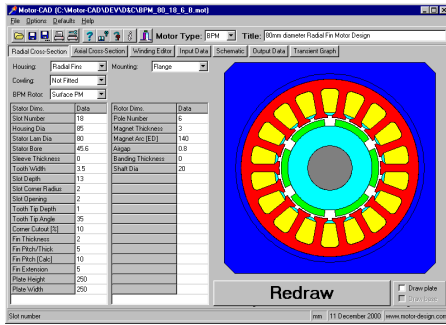 Motor-CAD (C:\Motor-CAD\DEV\D&C\BPM_80_18_6_B.mot)
File Options Defaults Help
Motor Type: BPM Title: 80mm diameter Radial Fin Motor Design
Radial Cross-Section Axial Cross-Section Winding Editor Input Data Schematic Output Data Transient Graph
Housing: Radial Fins Mounting: Flange
Cowling: Not Fitted
BPM Rotor: Surface PM
Stator Dims. Data Rotor Dims. Data
Slot Number 18 Pole Number 6
Housing Dia 85 Magnet Thickness 3
Stator Lam Dia 80 Magnet Arc [ED] 140
Stator Bore 45.6 Airgap 0.8
Sleeve Thickness 0 Banding Thickness 0
Tooth Width 3.5 Shaft Dia 20
Slot Depth 13
Slot Corner Radius 2
Slot Opening 2
Tooth Tip Depth 1
Tooth Tip Angle 35
Corner Cutout [%] 10
Fin Thickness 2
Fin Pitch/Thick 5
Fin Pitch (Calc) 10
Fin Extension 5
Plate Height 250
Plate Width 250
Redraw
Draw plate
Draw base
Slot number mm 11 December 2000 www.motor-design.com